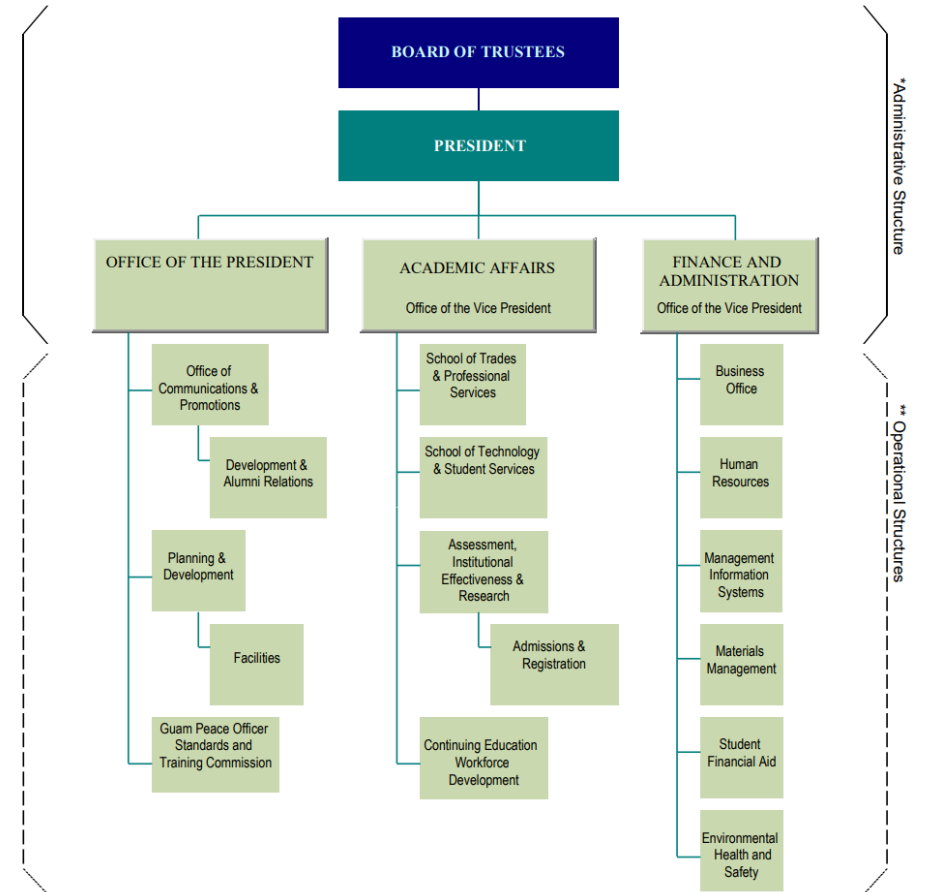 BOARD OF TRUSTEES
PRESIDENT
*Administrative Structure
OFFICE OF THE PRESIDENT
ACADEMIC AFFAIRS
Office of the Vice President
FINANCE AND
ADMINISTRATION
Office of the Vice President
** Operational Structures
Office of
Communications &
Promotions
Development &
Alumni Relations
Planning &
Development
Facilities
Guam Peace Officer
Standards and
Training Commission
School of Trades
& Professional
Services
School of Technology
& Student Services
Assessment,
Institutional
Effectiveness &
Research
Admissions &
Registration
Continuing Education
Workforce
Development
Business
Office
Human
Resources
Management
Information
Systems
Materials
Management
Student
Financial Aid
Environmental
Health and
Safety